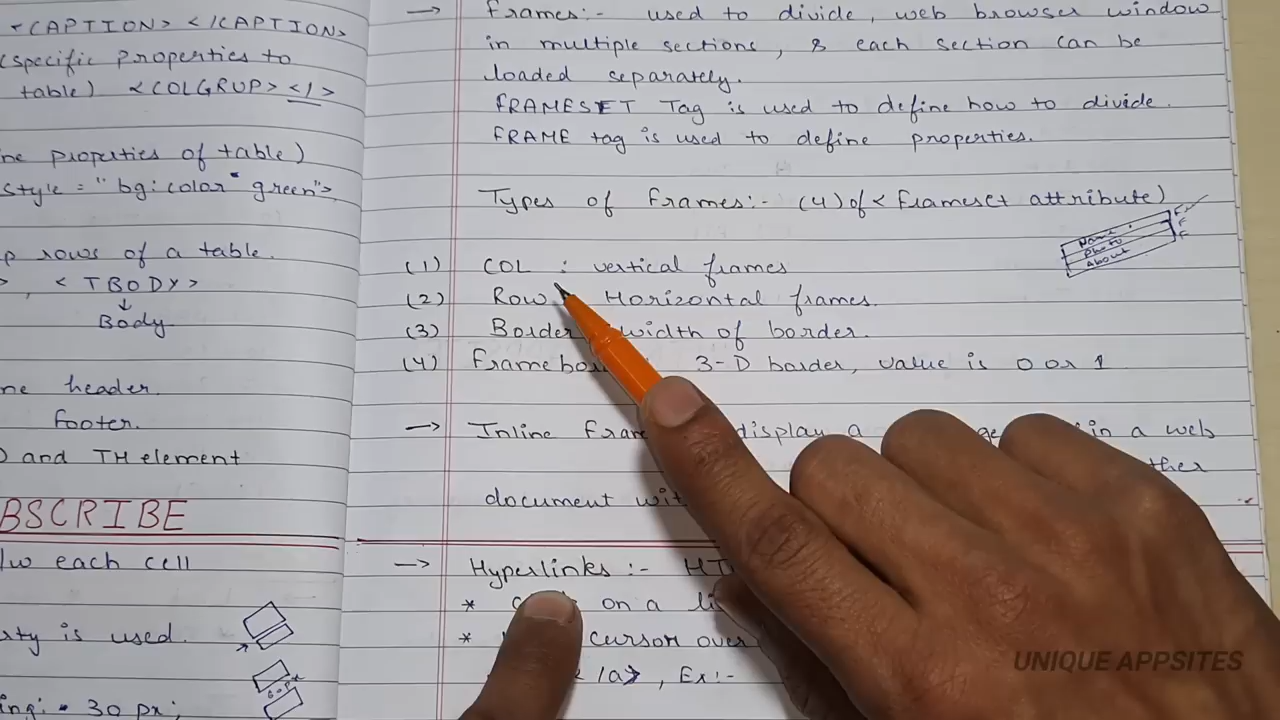 <CAPTION> </CAPTION>
(specific properties to
table) <COLGRUP> </>
ne properties of table)
style = "bg:color" green">
p rows of a table.
>, <TBODY>
↓
Body
ne header.
footer.
D and TH element
BSCRIBE
/w each cell
rty is used.
60px
ing: 30 px;
→ frames:- used to divide, web browser window
in multiple sections, & each section can be
loaded separately.
FRAMESET Tag is used to define how to divide.
FRAME tag is used to define properties.
Types of frames:- (4) of < frameset attribute)
Name
Photo
About
F
F
F
(1) COL : vertical frames
(2) Row Horizontal frames.
(3) Border : width of border.
(4) Framebor 3-D border, value is 0 or 1
→ Inline Fram display a in a web
ther
document wit
→ Hyperlinks :- HT
* on a li
* cursor over
</a>, Ex:-
UNIQUE APPSITES